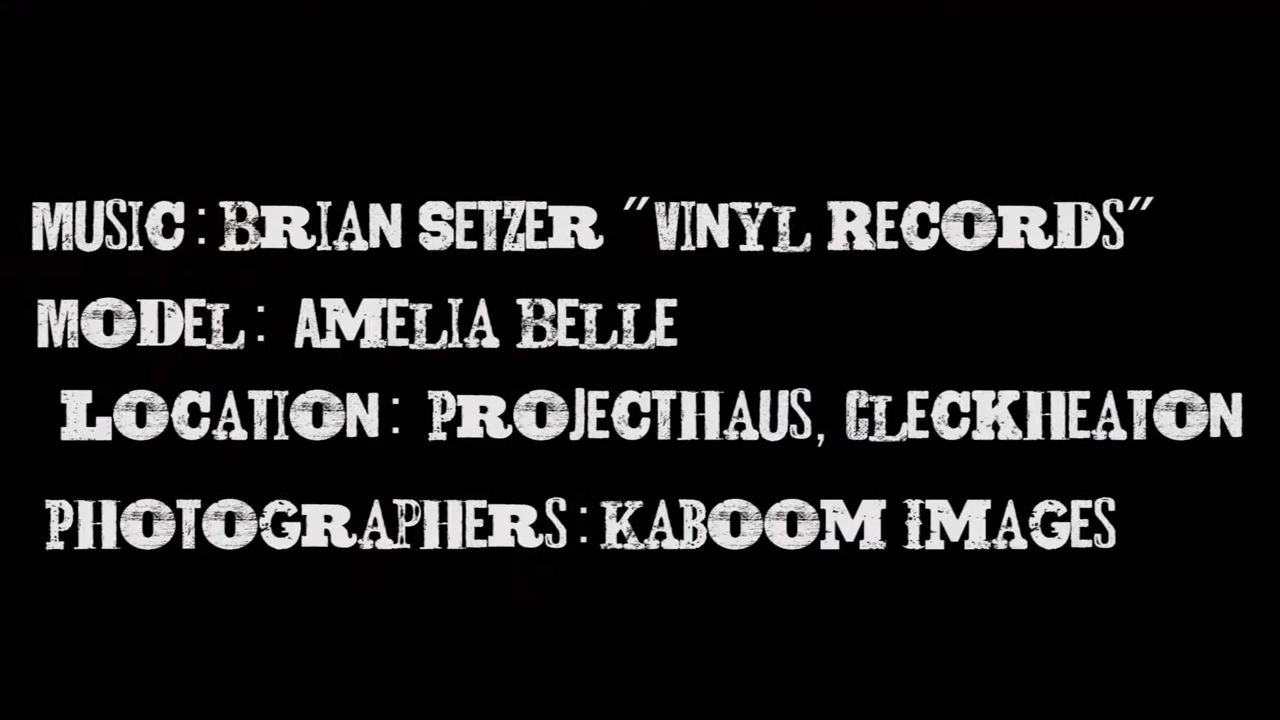 MUSIC: BRIAN SETZER "VINYL RECORDS"
MODEL: AMELIA BELLE
LOCATION: PROJECTHAUS, CLECKHEATON
PHOTOGRAPHERS: KABOOM IMAGES